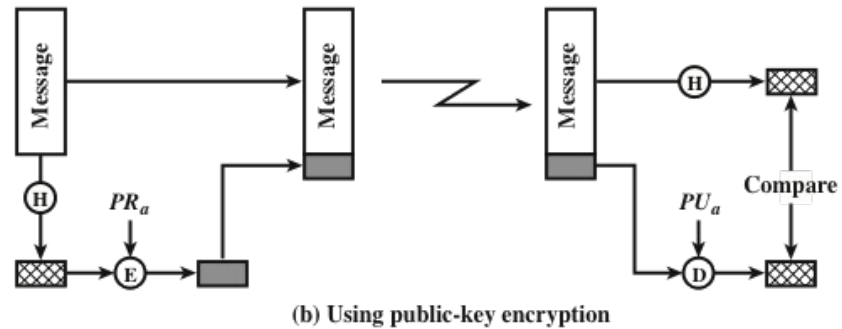 Message
Message
Message
H
H
PRa
PUa
Compare
E
D
(b) Using public-key encryption